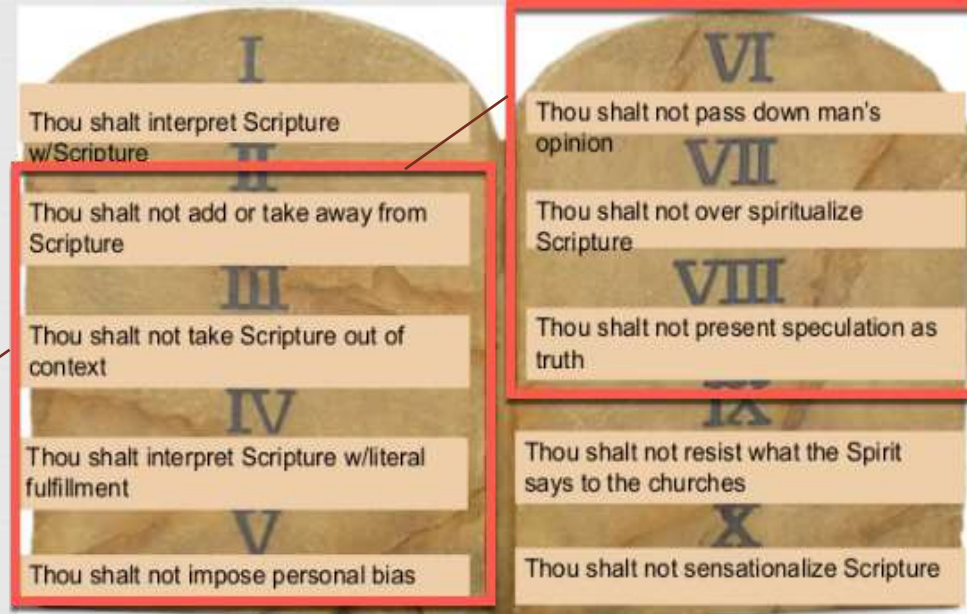 I
Thou shalt interpret Scripture
w/Scripture
II
Thou shalt not add or take away from
Scripture
III
Thou shalt not take Scripture out of
context
IV
Thou shalt interpret Scripture w/literal
fulfillment
V
Thou shalt not impose personal bias
VI
Thou shalt not pass down man's
opinion
VII
Thou shalt not over spiritualize
Scripture
VIII
Thou shalt not present speculation as
truth
IX
Thou shalt not resist what the Spirit
says to the churches
X
Thou shalt not sensationalize Scripture